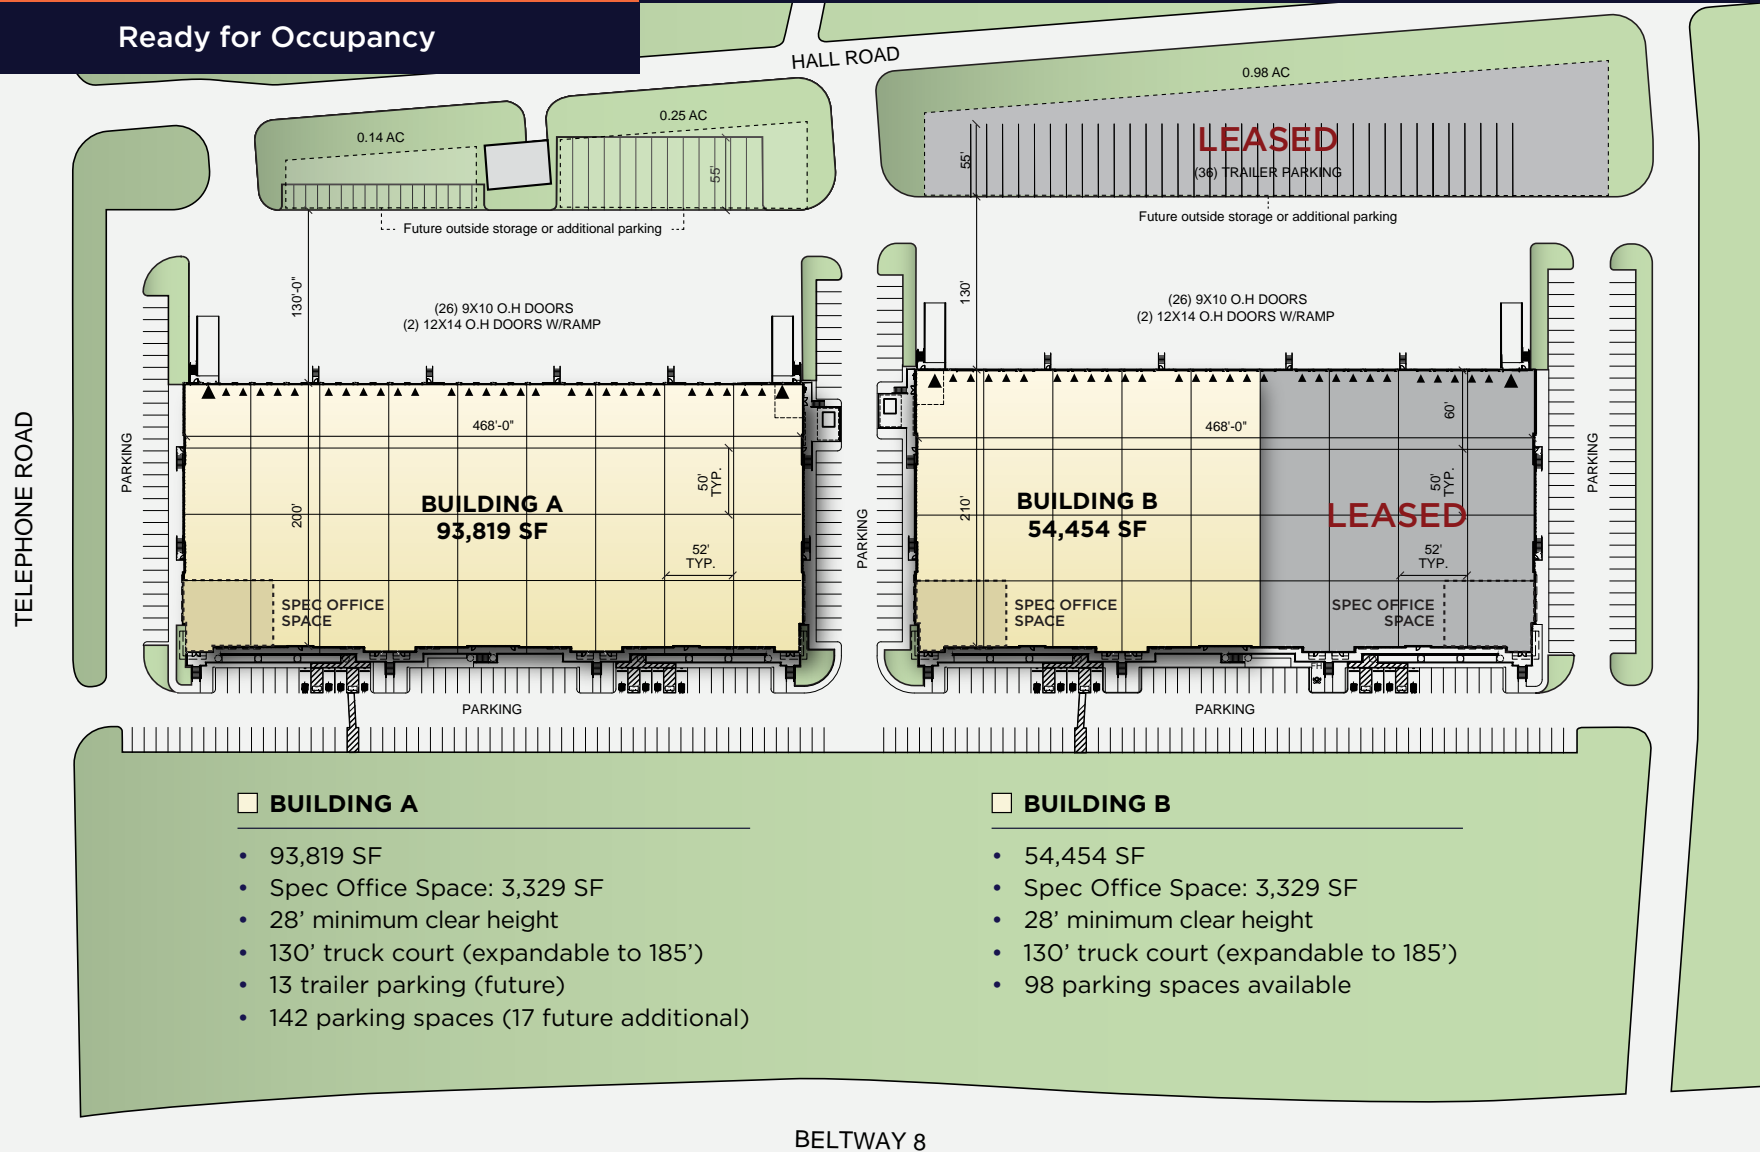 Ready for Occupancy
HALL ROAD
0.14 AC
0.25 AC
55'
Future outside storage or additional parking
0.98 AC
LEASED
(36) TRAILER PARKING
55'
Future outside storage or additional parking
TELEPHONE ROAD
PARKING
130'-0"
(26) 9X10 O.H DOORS
(2) 12X14 O.H DOORS W/RAMP
468'-0"
200'
50'
TYP.
BUILDING A
93,819 SF
52'
TYP.
SPEC OFFICE
SPACE
PARKING
PARKING
130'
(26) 9X10 O.H DOORS
(2) 12X14 O.H DOORS W/RAMP
468'-0"
60'
210'
50'
TYP.
BUILDING B
54,454 SF
LEASED
52'
TYP.
SPEC OFFICE
SPACE
SPEC OFFICE
SPACE
FH
PARKING
PARKING
BUILDING A
• 93,819 SF
• Spec Office Space: 3,329 SF
• 28’ minimum clear height
• 130’ truck court (expandable to 185’)
• 13 trailer parking (future)
• 142 parking spaces (17 future additional)
BUILDING B
• 54,454 SF
• Spec Office Space: 3,329 SF
• 28’ minimum clear height
• 130’ truck court (expandable to 185’)
• 98 parking spaces available
BELTWAY 8